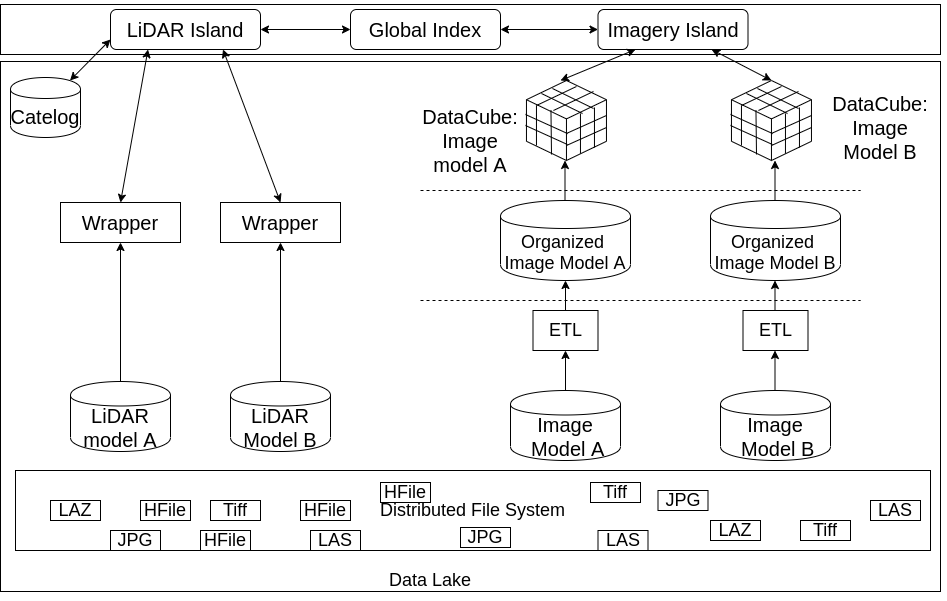 LiDAR Island
Global Index
Imagery Island
Catelog
DataCube:
Image
model A
DataCube:
Image
Model B
Wrapper
Wrapper
Organized
Image Model A
Organized
Image Model B
ETL
ETL
LiDAR
model A
LiDAR
Model B
Image
Model A
Image
Model B
HFile
Tiff
JPG
LAZ
HFile
Tiff
HFile
Distributed File System
LAS
LAZ
Tiff
JPG
HFile
LAS
JPG
LAS
Data Lake